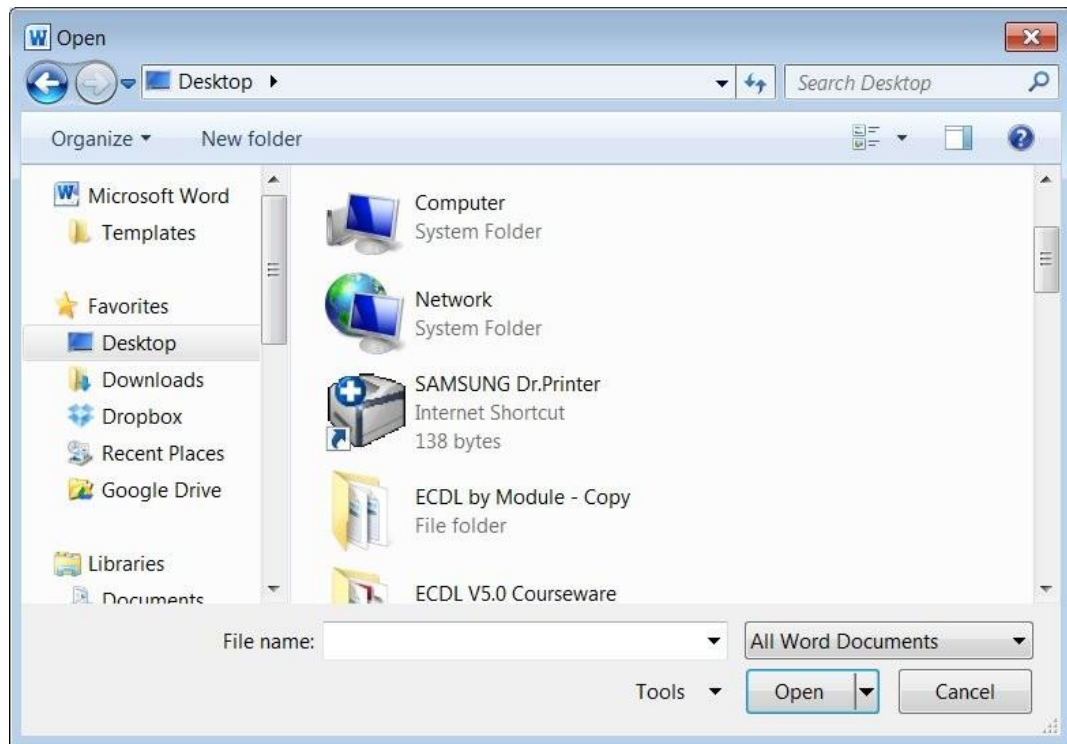 Open
Desktop
Search Desktop
Organize
New folder
Microsoft Word
Templates
Favorites
Desktop
Downloads
Dropbox
Recent Places
Google Drive
Libraries
Documents
Computer
System Folder
Network
System Folder
SAMSUNG Dr.Printer
Internet Shortcut
138 bytes
ECDL by Module - Copy
File folder
ECDL V5.0 Courseware
File name:
All Word Documents
Tools
Open
Cancel